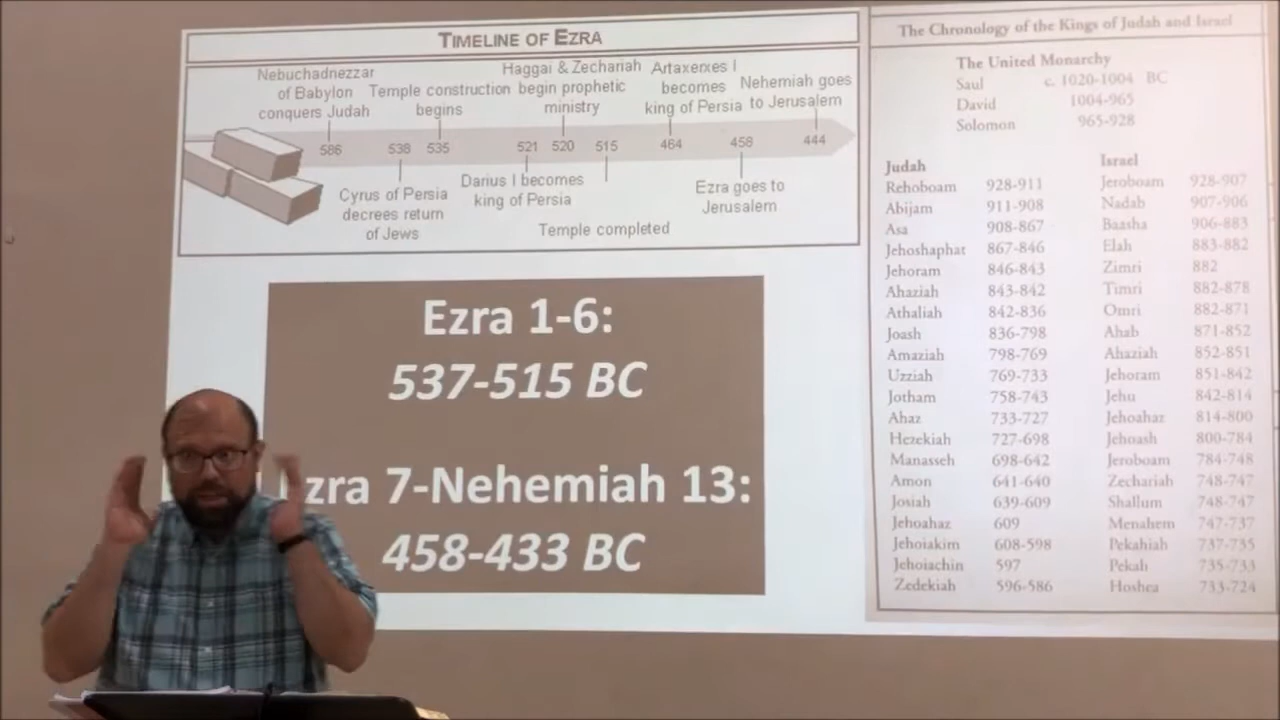 TIMELINE OF EZRA
Nebuchadnezzar
of Babylon
conquers Judah
Temple construction
begins
Haggai & Zechariah
begin prophetic
ministry
Artaxerxes I
becomes
king of Persia
Nehemiah goes
to Jerusalem
586 538 535 521 520 515 464 458 444
Cyrus of Persia
decrees return
of Jews
Darius I becomes
king of Persia
Temple completed
Ezra goes to
Jerusalem
Ezra 1-6:
537-515 BC
zra 7-Nehemiah 13:
458-433 BC
The Chronology of the Kings of Judah and Israel
The United Monarchy
Saul c. 1020-1004 BC
David 1004-965
Solomon 965-928
Judah Israel
Rehoboam 928-911 Jeroboam 928-907
Abijam 911-908 Nadab 907-906
Asa 908-867 Baasha 906-883
Jehoshaphat 867-846 Elah 883-882
Jehoram 846-843 Zimri 882
Ahaziah 843-842 Timri 882-878
Athaliah 842-836 Omri 882-871
Joash 836-798 Ahab 871-852
Amaziah 798-769 Ahaziah 852-851
Uzziah 769-733 Jehoram 851-842
Jotham 758-743 Jehu 842-814
Ahaz 733-727 Jehoahaz 814-800
Hezekiah 727-698 Jehoash 800-784
Manasseh 698-642 Jeroboam 784-748
Amon 641-640 Zechariah 748-747
Josiah 639-609 Shallum 748-747
Jehoahaz 609 Menahem 747-737
Jehoiakim 608-598 Pekahiah 737-735
Jehoiachin 597 Pekah 735-733
Zedekiah 596-586 Hoshea 733-724